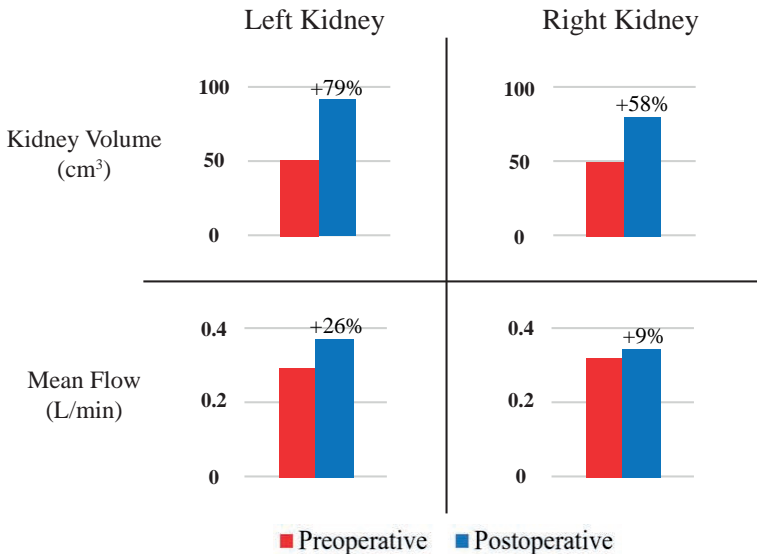 Left Kidney
Right Kidney
Kidney Volume
(cm³)
100
50
0
+79%
100
50
0
+58%
Mean Flow
(L/min)
0.4
0.2
0
+26%
0.4
0.2
0
+9%
Preoperative
Postoperative